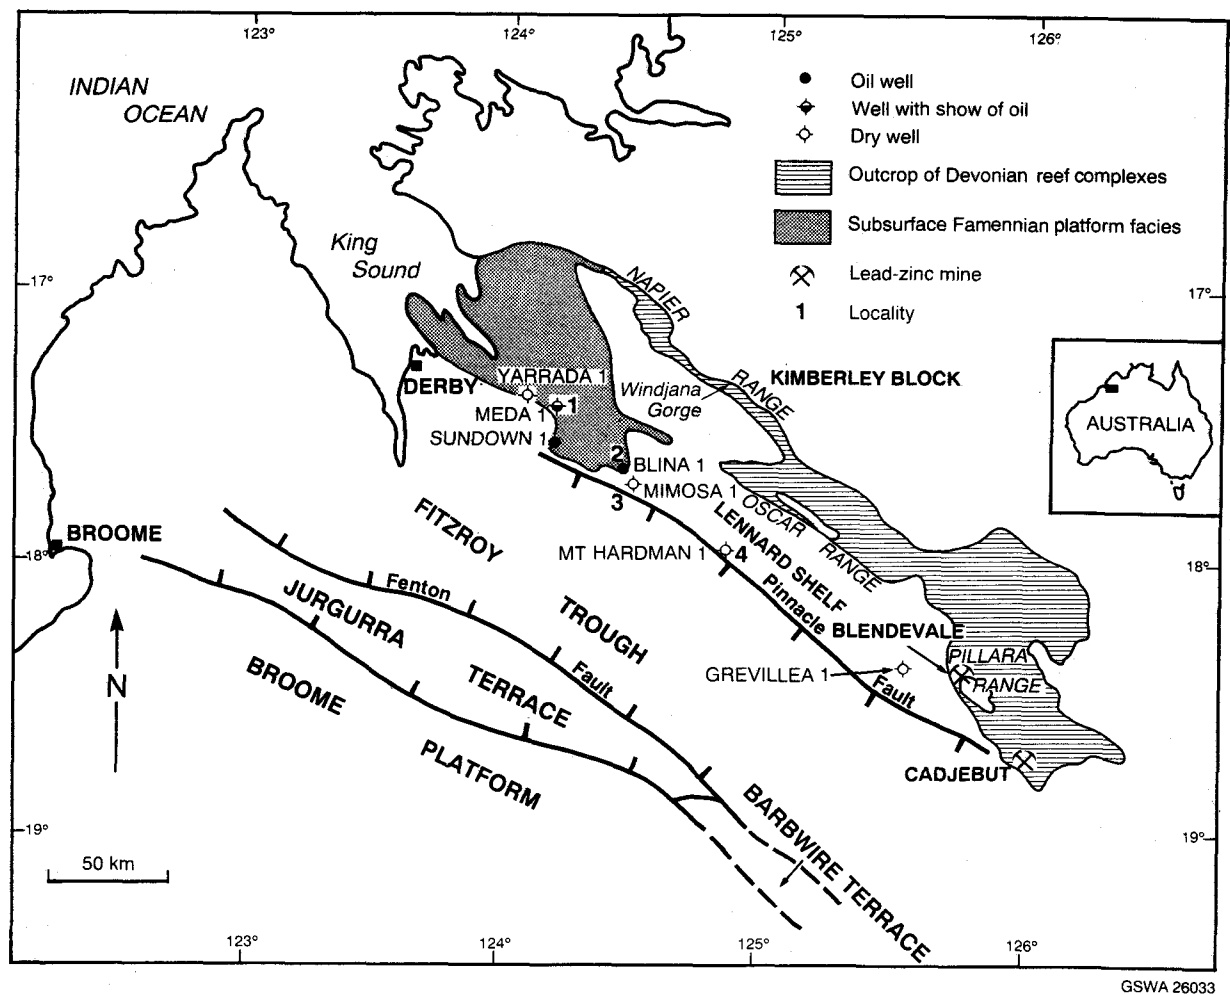 123°
124°
125°
126°
INDIAN
OCEAN
Oil well
Well with show of oil
Dry well
Outcrop of Devonian reef complexes
Subsurface Famennian platform facies
Lead-zinc mine
1 Locality
King
Sound
17°
17°
NAPIER
RANGE
KIMBERLEY BLOCK
Windjana
Gorge
DERBY
YARRADA 1
MEDA 1
1
SUNDOWN 1
2
BLINA 1
MIMOSA 1
3
AUSTRALIA
OSCAR RANGE
LENNARD SHELF
FITZROY
TROUGH
MT HARDMAN 1
4
BROOME
18°
18°
Pinnacle
Fault
BLENDEVALE
PILLARA
RANGE
GREVILLEA 1
CADJEBUT
Fenton
Fault
JURGURRA
TERRACE
BROOME
PLATFORM
N
BARBWIRE TERRACE
19°
19°
50 km
123°
124°
125°
126°
GSWA 26033